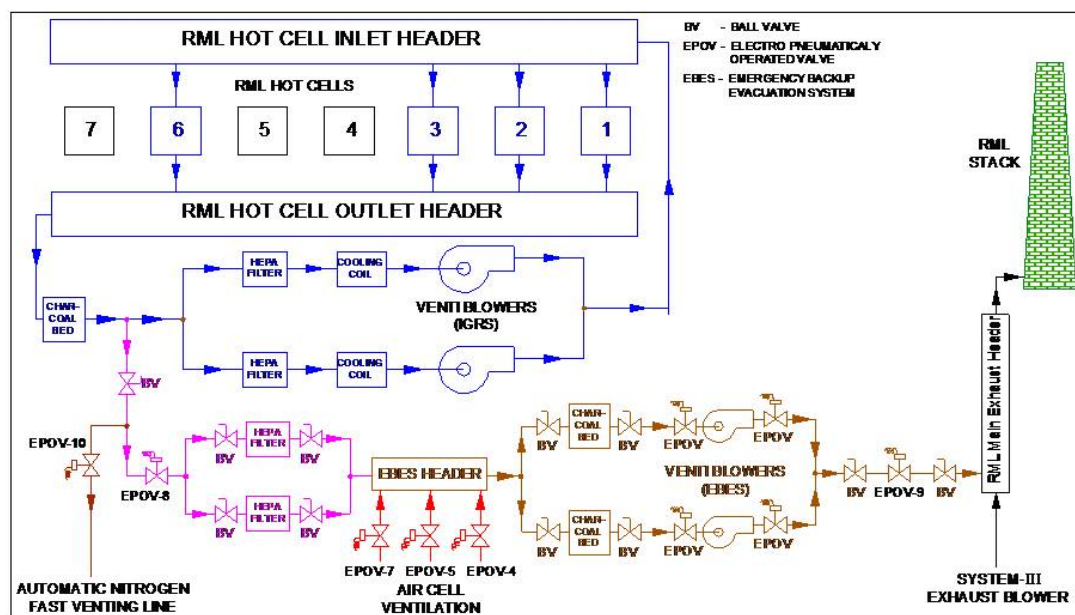 RML HOT CELL INLET HEADER
BV - BALL VALVE
EPOV - ELECTRO PNEUMATICALY
OPERATED VALVE
EBES - EMERGENCY BACKUP
EVACUATION SYSTEM
RML HOT CELLS
7 6 5 4 3 2 1
RML
STACK
RML HOT CELL OUTLET HEADER
HEPA
FILTER
COOLING
COIL
VENTI BLOWERS
(IGRS)
CHAR-
COAL
BED
HEPA
FILTER
COOLING
COIL
BV
EPOV-10
EPOV-8
BV
HEPA
FILTER
BV
BV
HEPA
FILTER
BV
EBES HEADER
EPOV-7 EPOV-5 EPOV-4
AIR CELL
VENTILATION
BV
CHAR-
COAL
BED
BV
EPOV
EPOV
VENTI BLOWERS
(EBES)
BV
CHAR-
COAL
BED
BV
EPOV
EPOV
BV EPOV-9 BV
RML Main Exhaust Header
AUTOMATIC NITROGEN
FAST VENTING LINE
SYSTEM-III
EXHAUST BLOWER